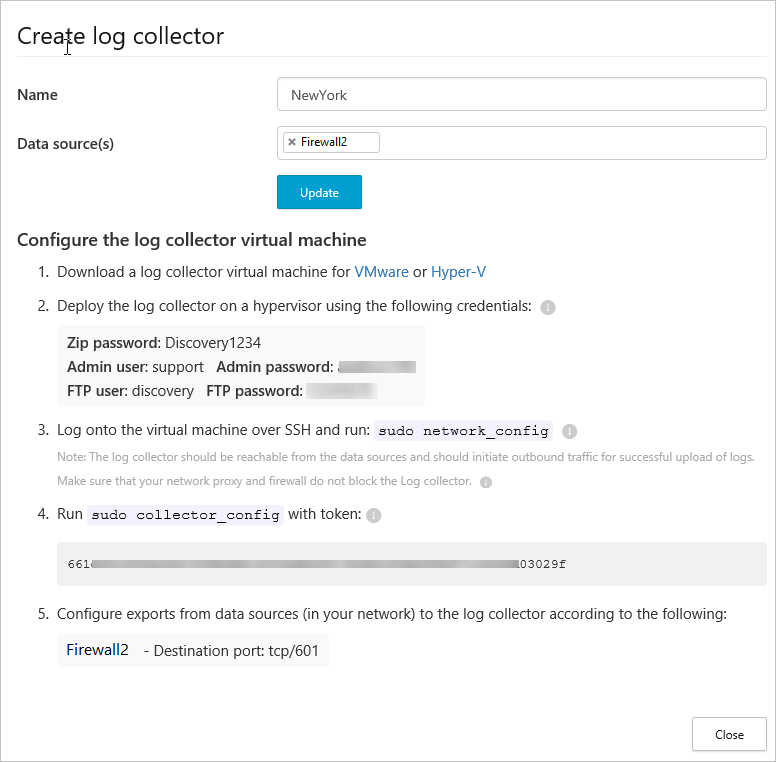 Create log collector
Name
NewYork
Data source(s)
× Firewall2
Update
Configure the log collector virtual machine
1. Download a log collector virtual machine for VMware or Hyper-V
2. Deploy the log collector on a hypervisor using the following credentials:
Zip password: Discovery1234
Admin user: support Admin password:
FTP user: discovery FTP password:
3. Log onto the virtual machine over SSH and run: sudo network_config
Note: The log collector should be reachable from the data sources and should initiate outbound traffic for successful upload of logs.
Make sure that your network proxy and firewall do not block the Log collector.
4. Run sudo collector_config with token:
5. Configure exports from data sources (in your network) to the log collector according to the following:
Firewall2 - Destination port: tcp/601
Close